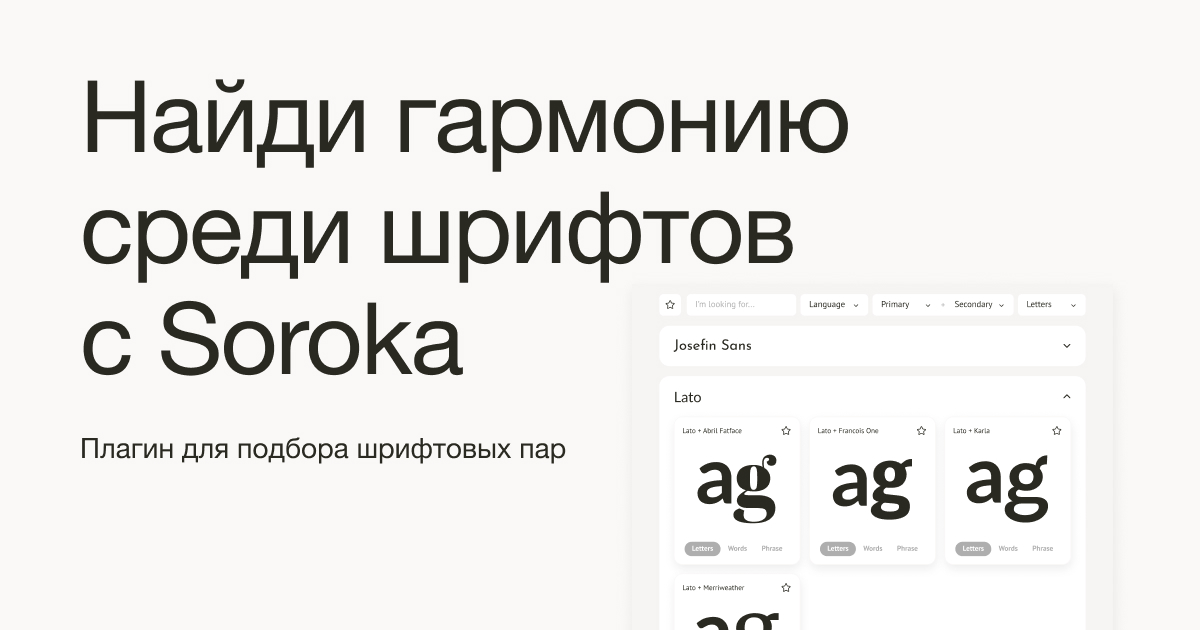 Найди гармонию
среди шрифтов
с Soroka
Плагин для подбора шрифтовых пар
I'm looking for... Language Primary + Secondary Letters
Josefin Sans
Lato
Lato + Abril Fatface Lato + Francois One Lato + Karla
ag ag ag
Letters Words Phrase Letters Words Phrase Letters Words Phrase
Lato + Merriweather
ag